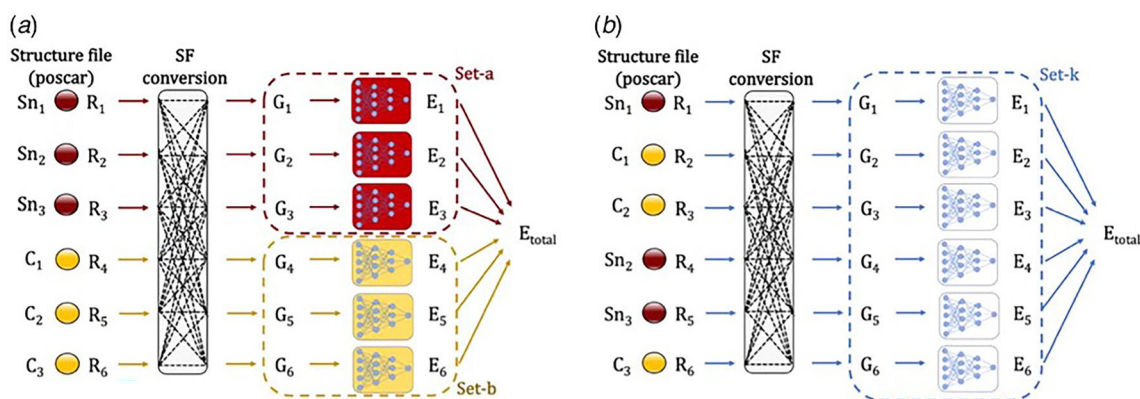 (a)
Structure file
(poscar)
SF
conversion
Set-a
Sn1 R1 G1 E1
Sn2 R2 G2 E2
Sn3 R3 G3 E3
Etotal
C1 R4 G4 E4
C2 R5 G5 E5
C3 R6 G6 E6
Set-b
(b)
Structure file
(poscar)
SF
conversion
Set-k
Sn1 R1 G1 E1
C1 R2 G2 E2
C2 R3 G3 E3
Etotal
Sn2 R4 G4 E4
Sn3 R5 G5 E5
C3 R6 G6 E6